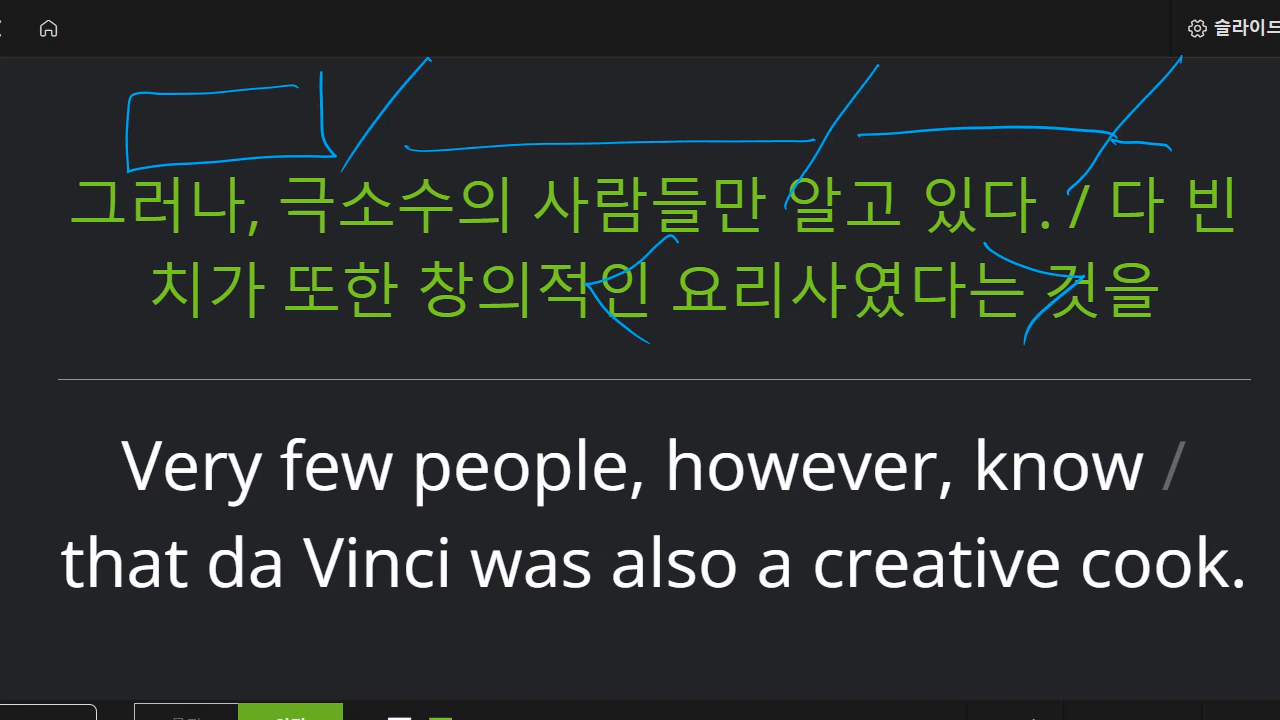 슬라이드
그러나, 극소수의 사람들만 알고 있다. / 다 빈
치가 또한 창의적인 요리사였다는 것을
Very few people, however, know /
that da Vinci was also a creative cook.